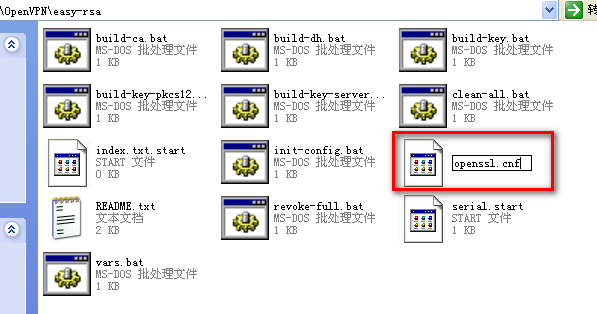 \OpenVPN\easy-rsa
转
build-ca.bat
MS-DOS 批处理文件
1 KB
build-dh.bat
MS-DOS 批处理文件
1 KB
build-key.bat
MS-DOS 批处理文件
1 KB
build-key-pkcs12...
MS-DOS 批处理文件
1 KB
build-key-server...
MS-DOS 批处理文件
1 KB
clean-all.bat
MS-DOS 批处理文件
1 KB
index.txt.start
START 文件
0 KB
init-config.bat
MS-DOS 批处理文件
1 KB
openssl.cnf
README.txt
文本文档
2 KB
revoke-full.bat
MS-DOS 批处理文件
1 KB
serial.start
START 文件
1 KB
vars.bat
MS-DOS 批处理文件
1 KB